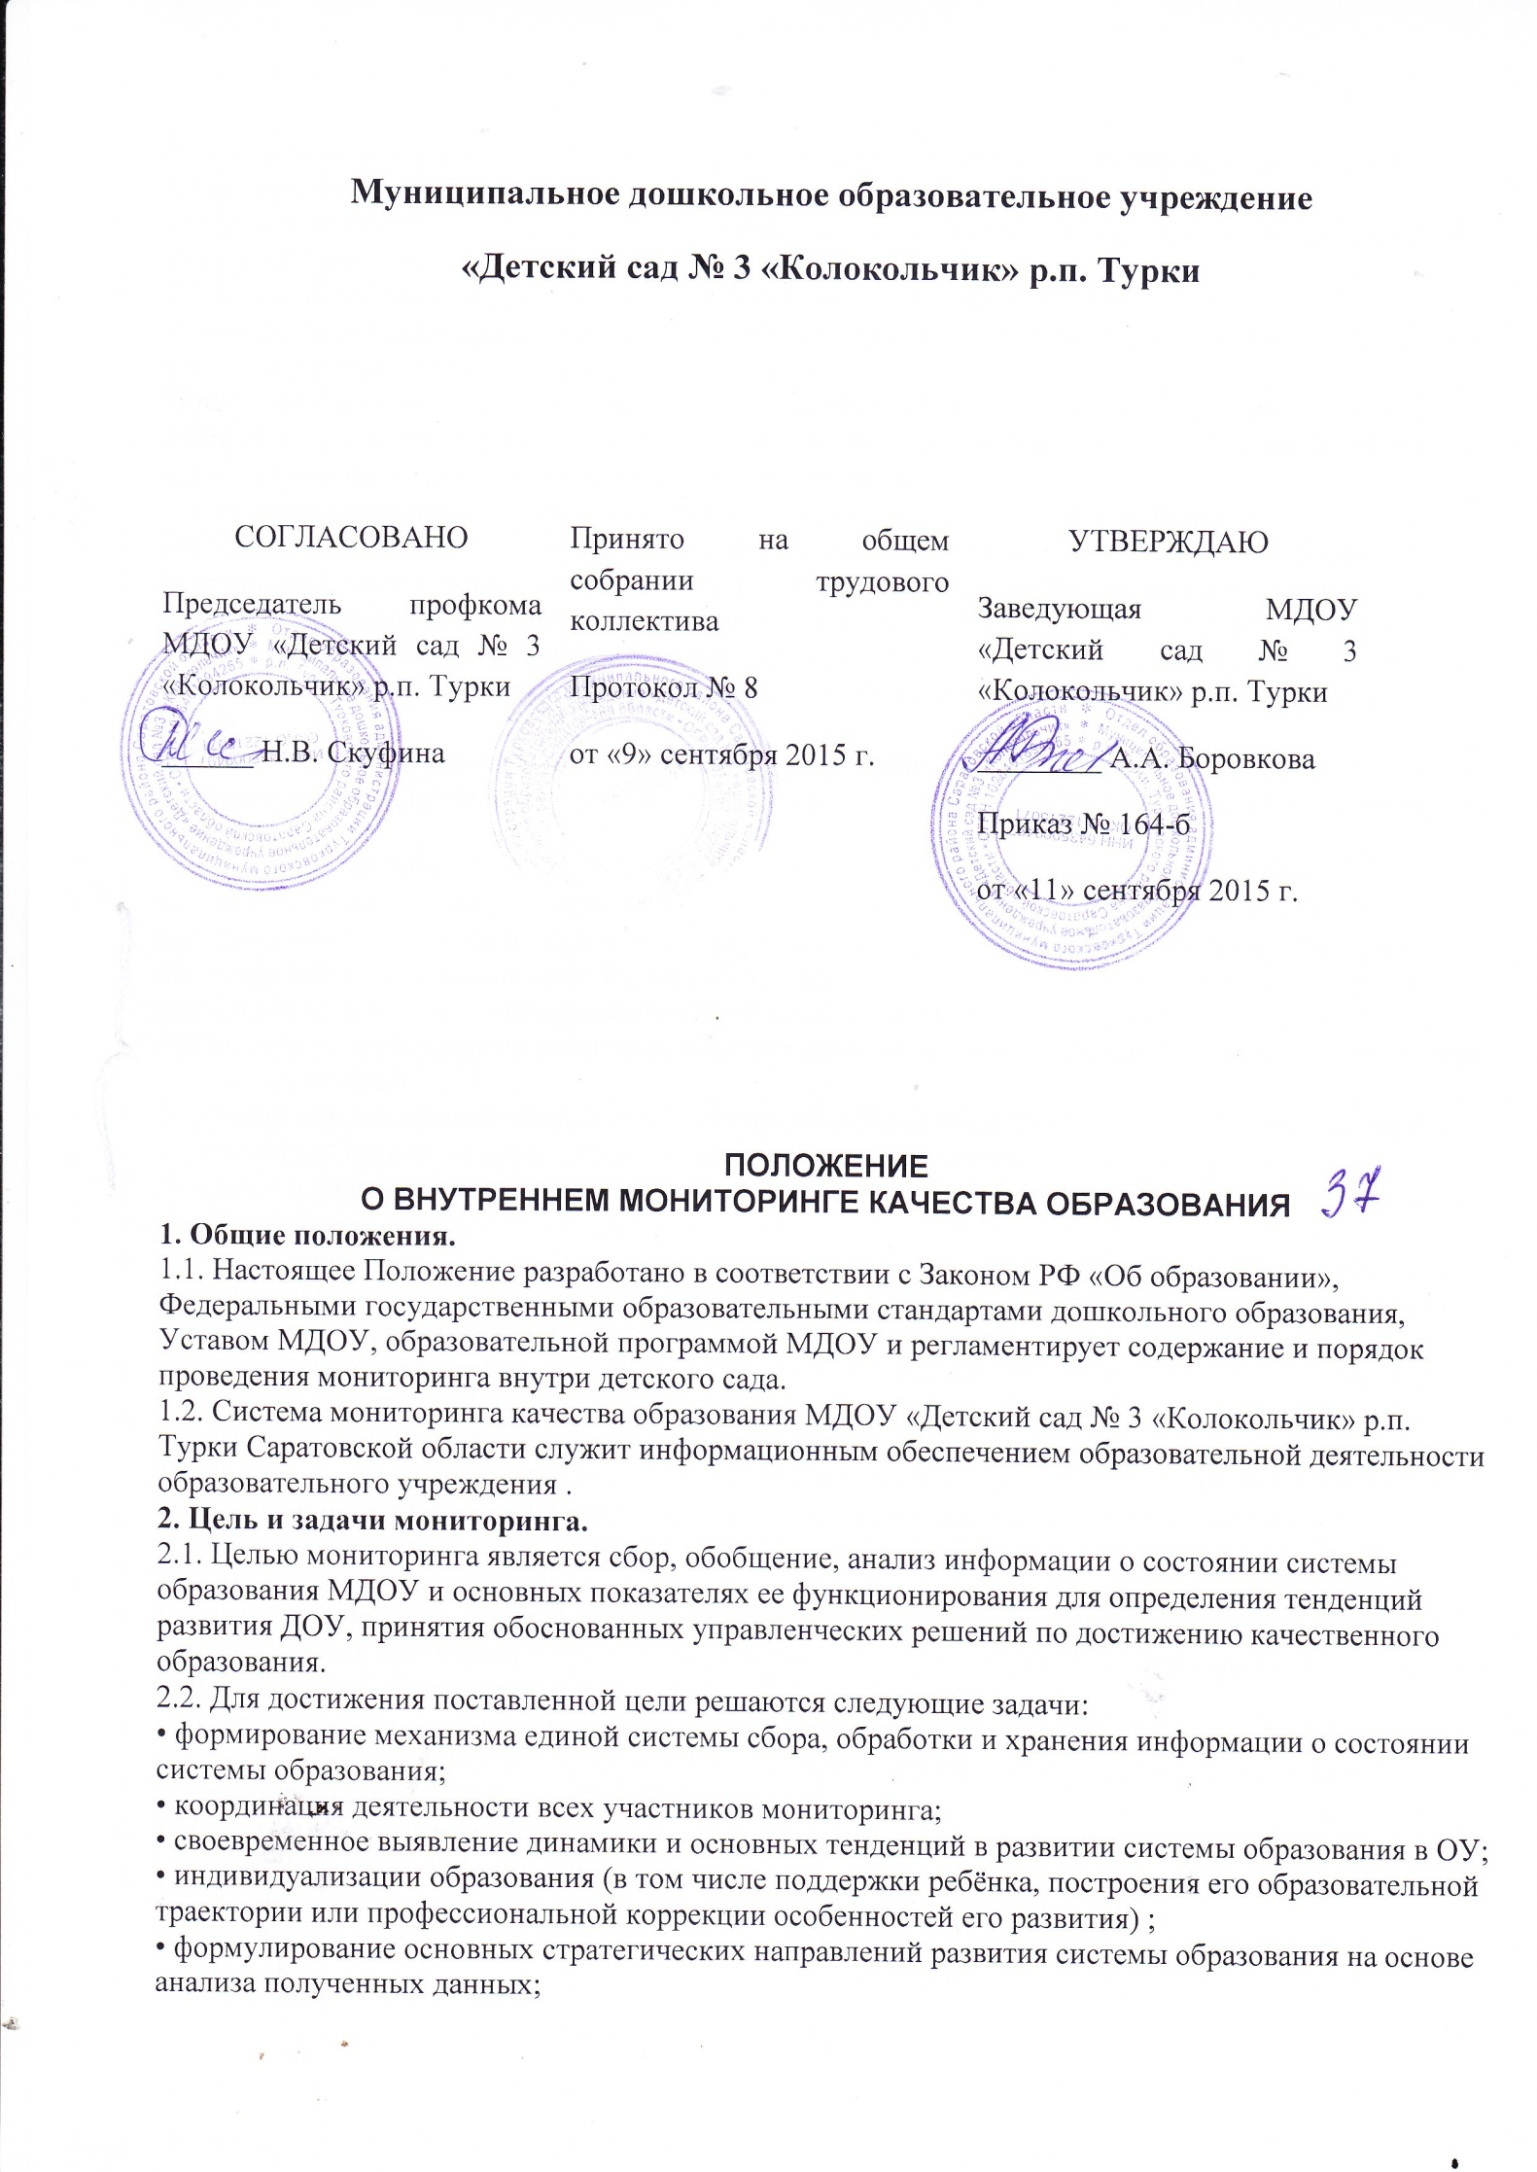 Муниципальное дошкольное образовательное учреждение
«Детский сад № 3 «Колокольчик» р.п. Турки
СОГЛАСОВАНО
Председатель профкома
МДОУ «Детский сад № 3
«Колокольчик» р.п. Турки
______Н.В. Скуфина
Принято на общем
собрании трудового
коллектива
Протокол № 8
от «9» сентября 2015 г.
УТВЕРЖДАЮ
Заведующая МДОУ
«Детский сад № 3
«Колокольчик» р.п. Турки
________ А.А. Боровкова
Приказ № 164-б
от «11» сентября 2015 г.
ПОЛОЖЕНИЕ
О ВНУТРЕННЕМ МОНИТОРИНГЕ КАЧЕСТВА ОБРАЗОВАНИЯ 37
1. Общие положения.
1.1. Настоящее Положение разработано в соответствии с Законом РФ «Об образовании»,
Федеральными государственными образовательными стандартами дошкольного образования,
Уставом МДОУ, образовательной программой МДОУ и регламентирует содержание и порядок
проведения мониторинга внутри детского сада.
1.2. Система мониторинга качества образования МДОУ «Детский сад № 3 «Колокольчик» р.п.
Турки Саратовской области служит информационным обеспечением образовательной деятельности
образовательного учреждения .
2. Цель и задачи мониторинга.
2.1. Целью мониторинга является сбор, обобщение, анализ информации о состоянии системы
образования МДОУ и основных показателях ее функционирования для определения тенденций
развития ДОУ, принятия обоснованных управленческих решений по достижению качественного
образования.
2.2. Для достижения поставленной цели решаются следующие задачи:
• формирование механизма единой системы сбора, обработки и хранения информации о состоянии
системы образования;
• координация деятельности всех участников мониторинга;
• своевременное выявление динамики и основных тенденций в развитии системы образования в ОУ;
• индивидуализации образования (в том числе поддержки ребёнка, построения его образовательной
траектории или профессиональной коррекции особенностей его развития) ;
• формулирование основных стратегических направлений развития системы образования на основе
анализа полученных данных;